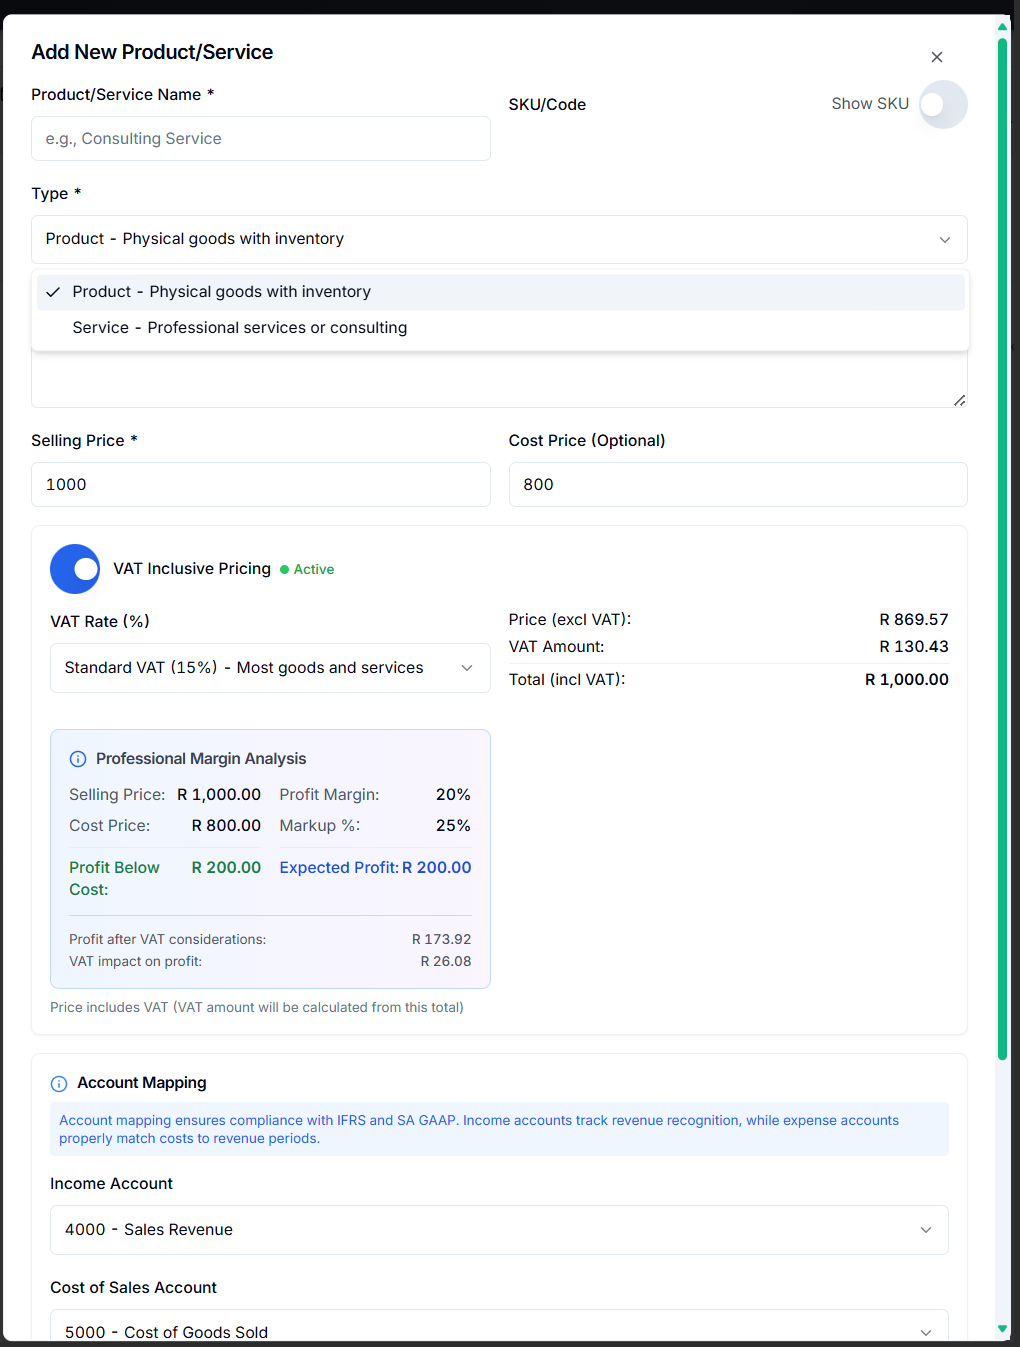 Add New Product/Service
Product/Service Name *
SKU/Code
Show SKU
e.g., Consulting Service
Type *
Product - Physical goods with inventory
Product - Physical goods with inventory
Service - Professional services or consulting
Selling Price *
Cost Price (Optional)
1000
800
VAT Inclusive Pricing
Active
VAT Rate (%)
Standard VAT (15%) - Most goods and services
Price (excl VAT): R 869.57
VAT Amount: R 130.43
Total (incl VAT): R 1,000.00
Professional Margin Analysis
Selling Price: R 1,000.00 Profit Margin: 20%
Cost Price: R 800.00 Markup %: 25%
Profit Below Cost: R 200.00 Expected Profit: R 200.00
Profit after VAT considerations: R 173.92
VAT impact on profit: R 26.08
Price includes VAT (VAT amount will be calculated from this total)
Account Mapping
Account mapping ensures compliance with IFRS and SA GAAP. Income accounts track revenue recognition, while expense accounts
properly match costs to revenue periods.
Income Account
4000 - Sales Revenue
Cost of Sales Account
5000 - Cost of Goods Sold